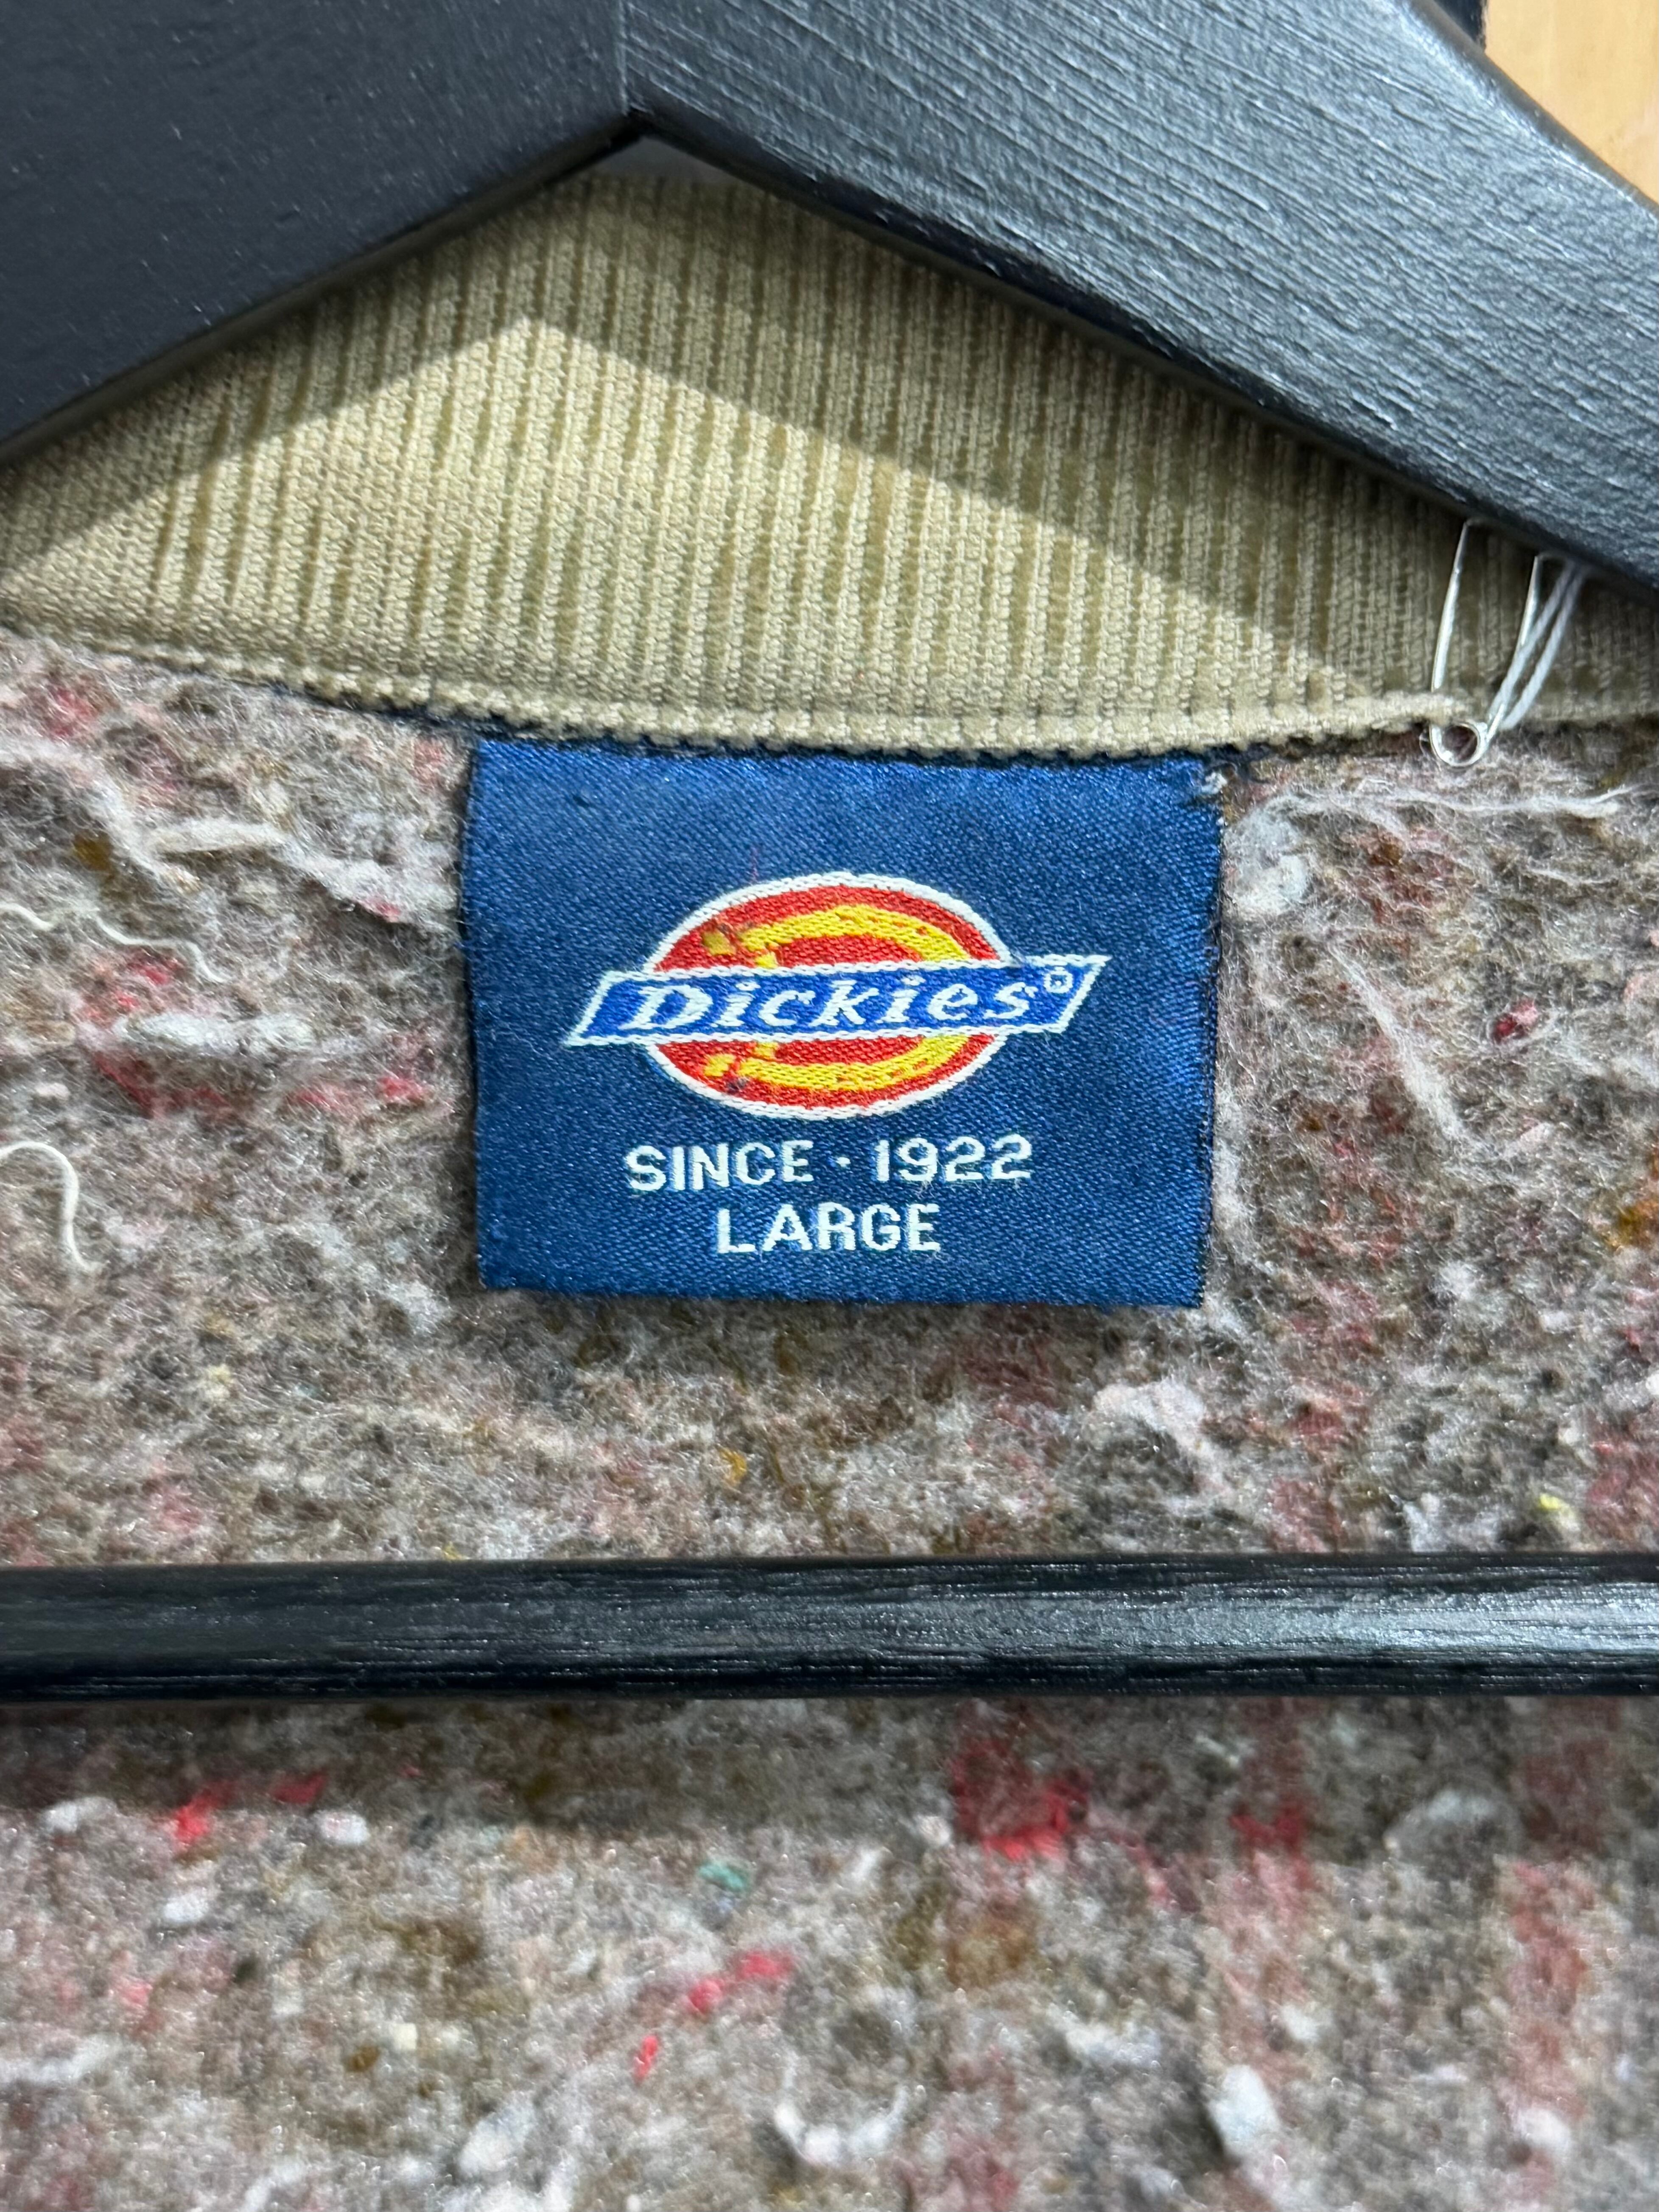 Dickies®
SINCE · 1922
LARGE